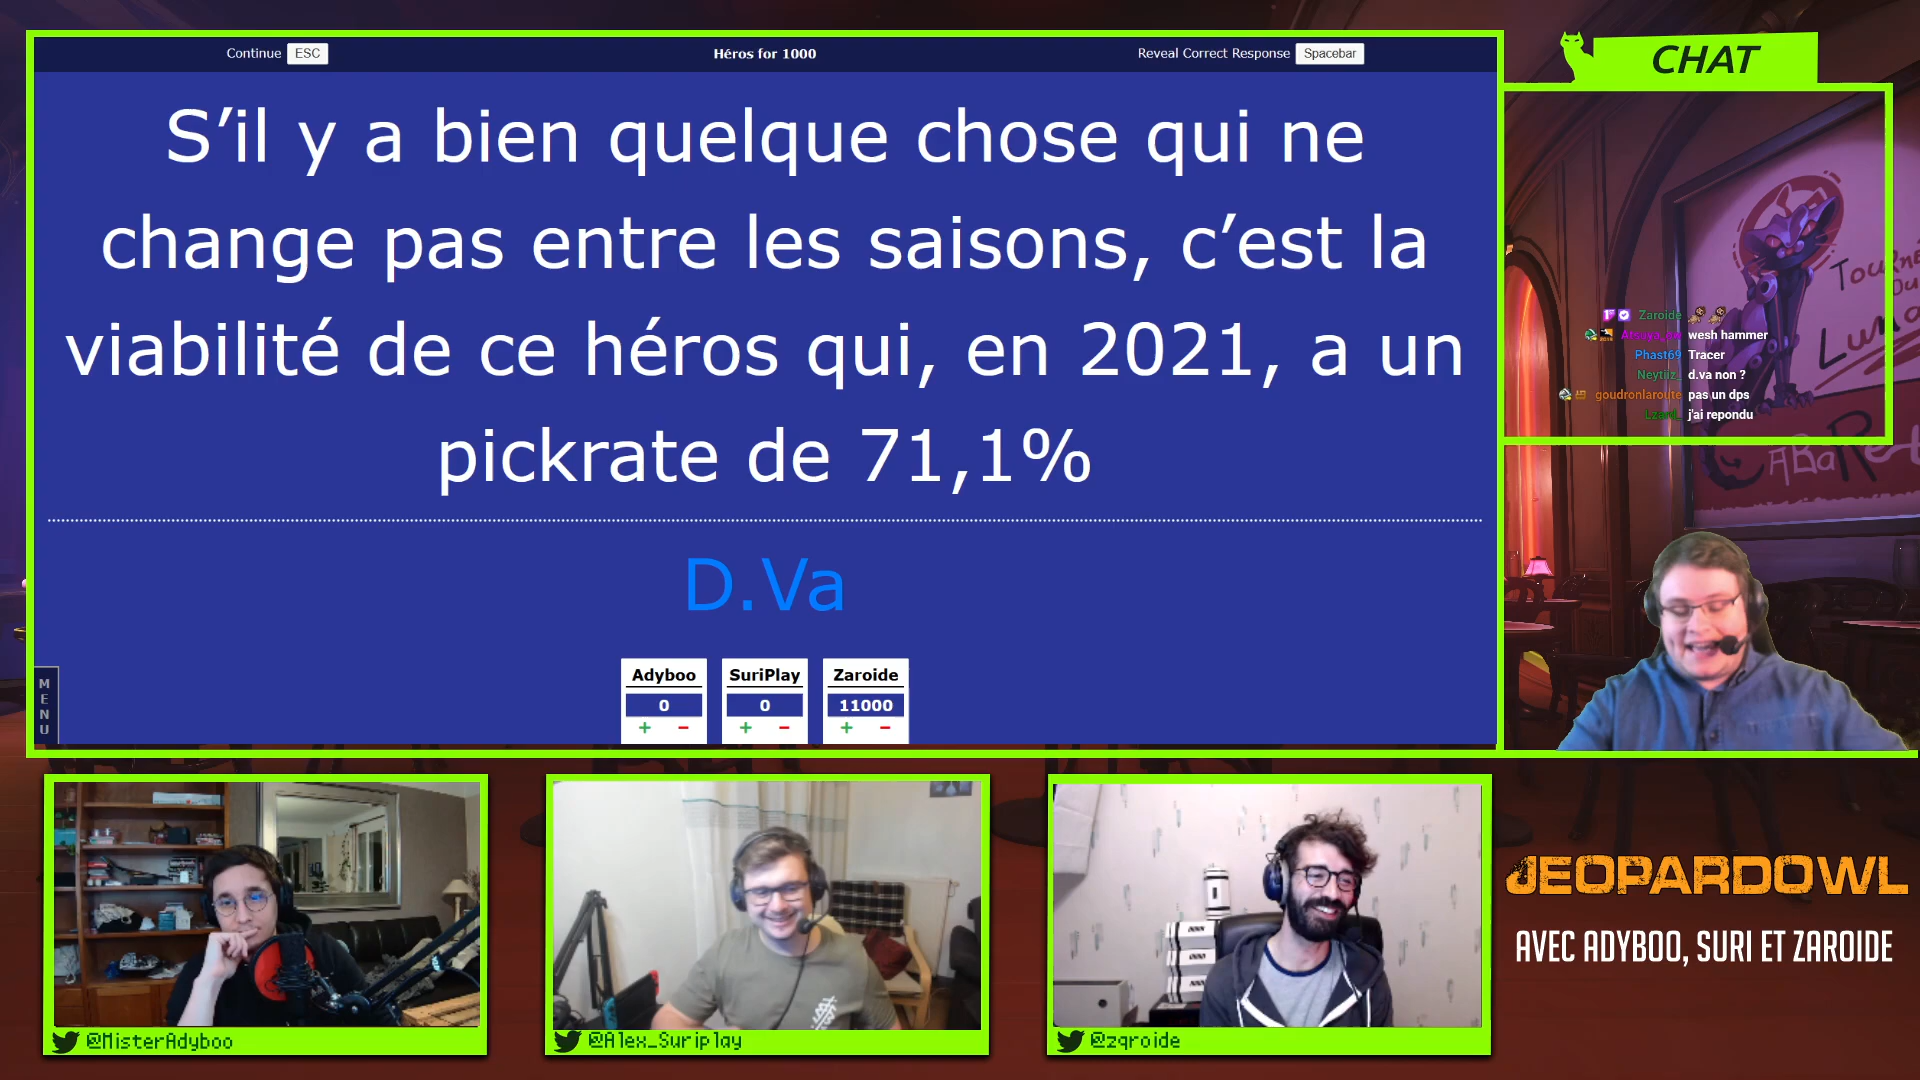 Continue ESC
Héros for 1000
Reveal Correct Response Spacebar
S’il y a bien quelque chose qui ne
change pas entre les saisons, c’est la
viabilité de ce héros qui, en 2021, a un
pickrate de 71,1%
D.Va
MENU
Adyboo
0
+ −
SuriPlay
0
+ −
Zaroide
11000
+ −
CHAT
Zaroide
wesh hammer
Phast69 Tracer
Neytiiz_ d.va non ?
goudronlaroute pas un dps
j'ai repondu
CABaRet
@MisterAdyboo
@Alex_Suriplay
@zqroide
JEOPARDOWL
AVEC ADYBOO, SURI ET ZAROIDE